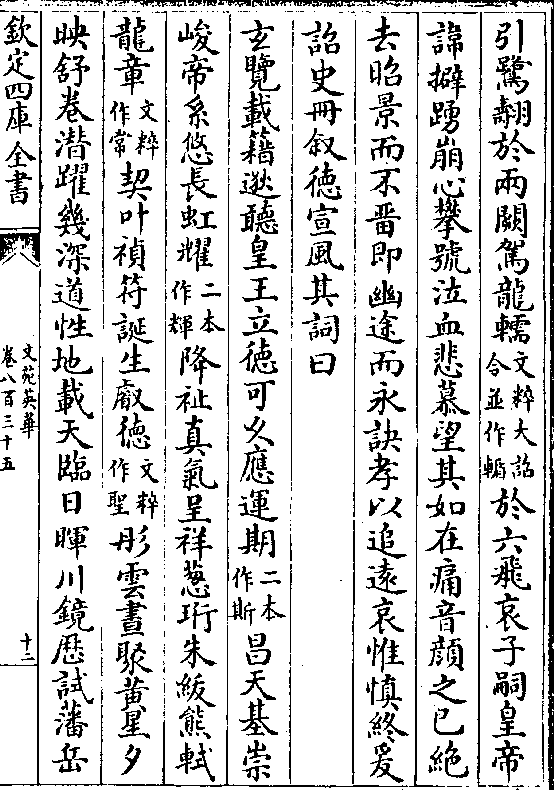 引鷺翿於兩闕駕龍轜文粹大詔令並作輴於六飛哀子嗣皇帝
諱擗踴崩心攀號泣血悲慕望其如在痛音顔之已絶
去昭景而不晉即幽途而永訣孝以追遠哀惟慎終爰
詔史冊叙德宣風其詞曰
玄覽載籍逖聽皇王立德可久應運期二本作斯昌天基崇
峻帝系悠長虹耀二本作輝降祉真氣呈祥葱珩朱紱熊軾
龍章文粹作常契叶禎符誕生叡德文粹作聖彤雲晝聚黄星夕
映舒卷潛躍幾深道性地載天臨日暉川鏡歷試藩岳
欽定四庫全書
文苑英華
卷八百三十五
十二